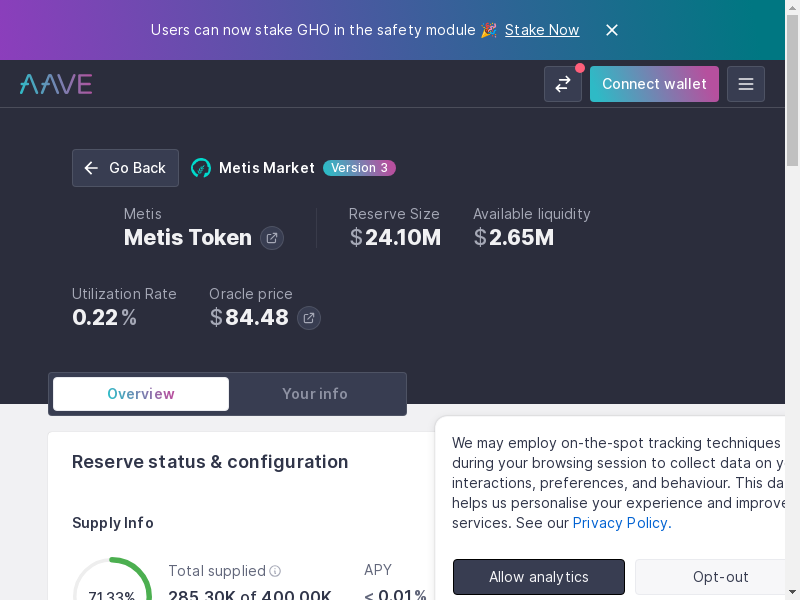 Users can now stake GHO in the safety module 🎉 Stake Now
AAVE
Connect wallet
Go Back
Metis Market
Version 3
Metis
Metis Token
Reserve Size
$24.10M
Available liquidity
$2.65M
Utilization Rate
0.22%
Oracle price
$84.48
Overview
Your info
Reserve status & configuration
Supply Info
71.33%
Total supplied
285.30K of 400.00K
APY
< 0.01%
We may employ on-the-spot tracking techniques
during your browsing session to collect data on
interactions, preferences, and behaviour. This
helps us personalise your experience and improve
services. See our Privacy Policy.
Allow analytics
Opt-out